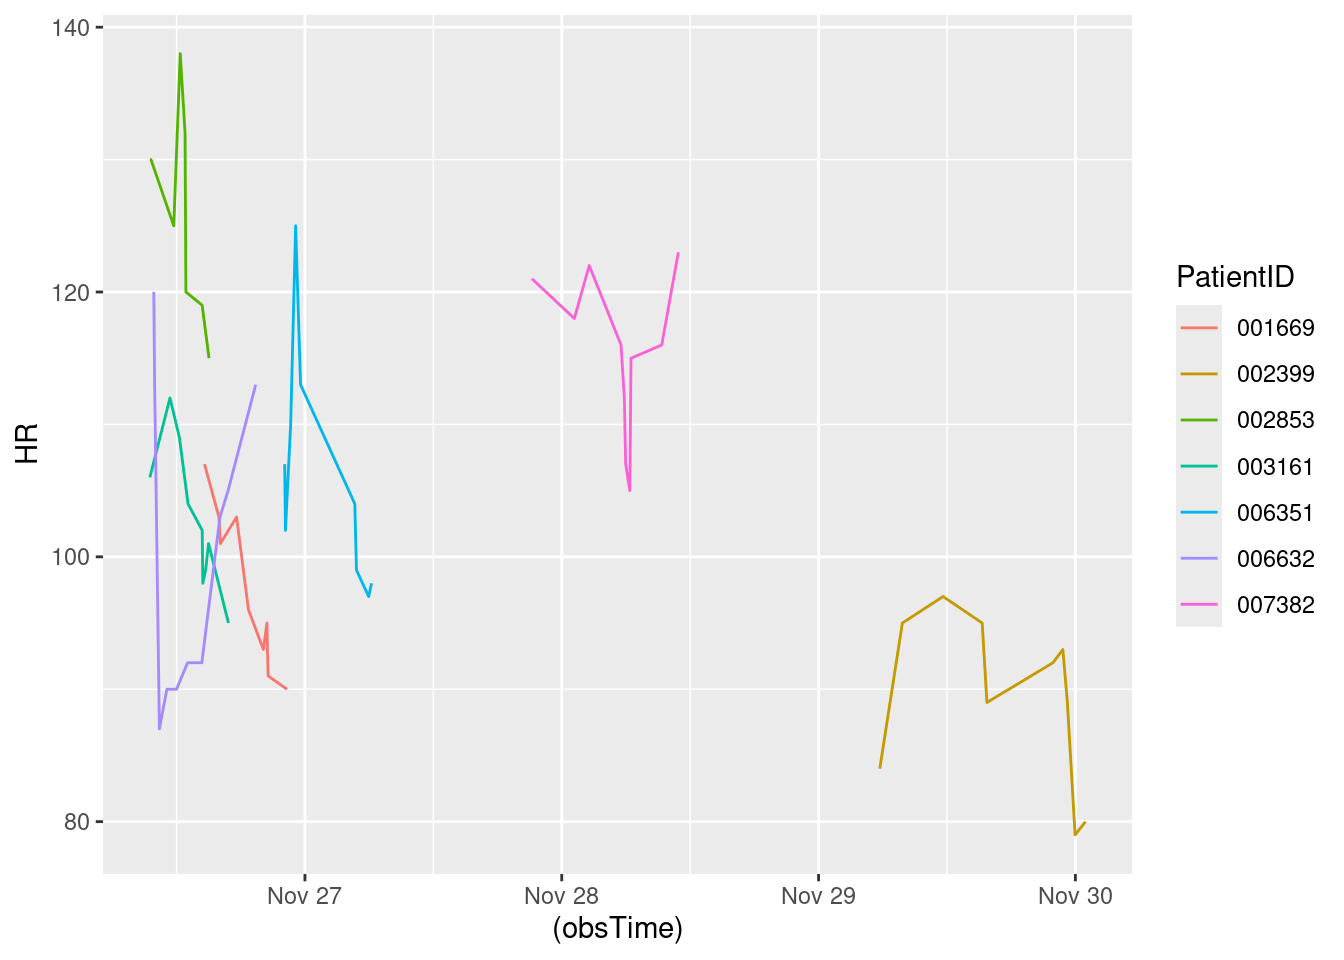 140
120
100
80
HR
Nov 27
Nov 28
Nov 29
Nov 30
(obsTime)
PatientID
001669
002399
002853
003161
006351
006632
007382